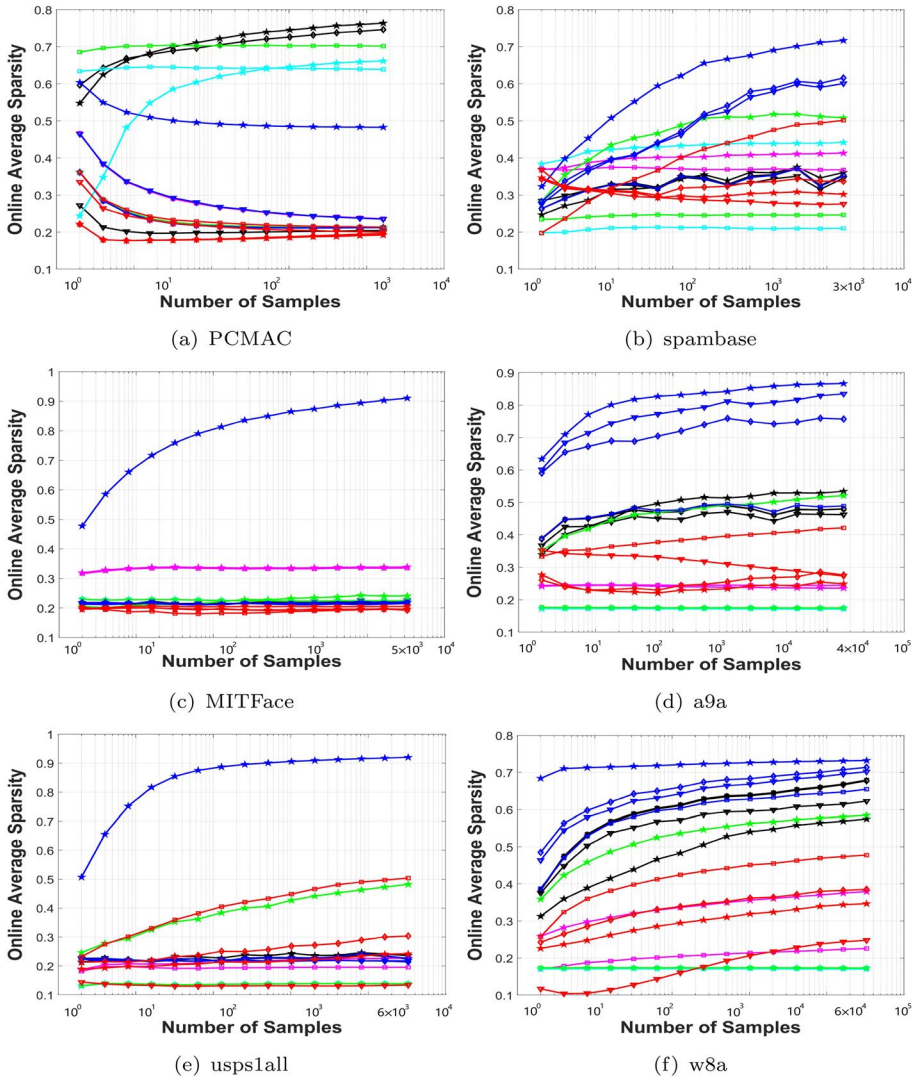 0.8
0.7
0.6
0.5
0.4
0.3
0.2
0.1
Online Average Sparsity
10^0 10^1 10^2 10^3 10^4
Number of Samples
(a) PCMAC
0.8
0.7
0.6
0.5
0.4
0.3
0.2
0.1
Online Average Sparsity
10^0 10^1 10^2 10^3 3×10^3 10^4
Number of Samples
(b) spambase
1
0.9
0.8
0.7
0.6
0.5
0.4
0.3
0.2
0.1
Online Average Sparsity
10^0 10^1 10^2 10^3 5×10^3 10^4
Number of Samples
(c) MITFace
0.9
0.8
0.7
0.6
0.5
0.4
0.3
0.2
0.1
Online Average Sparsity
10^0 10^1 10^2 10^3 10^4 4×10^4 10^5
Number of Samples
(d) a9a
1
0.9
0.8
0.7
0.6
0.5
0.4
0.3
0.2
0.1
Online Average Sparsity
10^0 10^1 10^2 10^3 6×10^3 10^4
Number of Samples
(e) usps1all
0.8
0.7
0.6
0.5
0.4
0.3
0.2
0.1
Online Average Sparsity
10^0 10^1 10^2 10^3 10^4 6×10^4 10^5
Number of Samples
(f) w8a